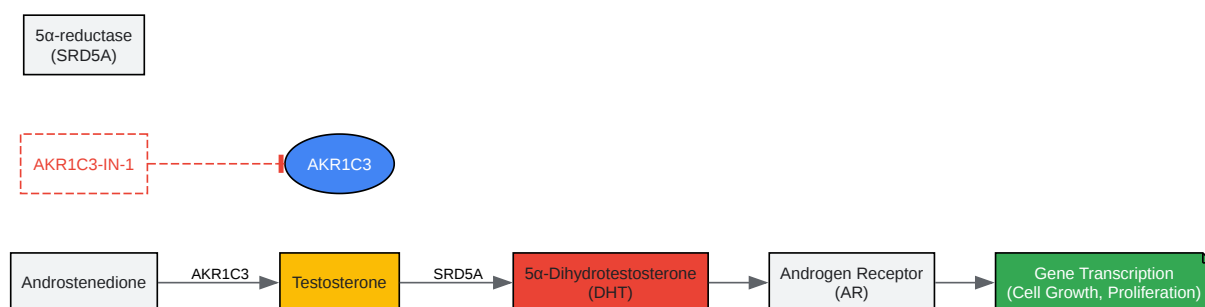 5α-reductase
(SRD5A)
AKR1C3-IN-1
AKR1C3
Androstenedione
AKR1C3
Testosterone
SRD5A
5α-Dihydrotestosterone
(DHT)
Androgen Receptor
(AR)
Gene Transcription
(Cell Growth, Proliferation)